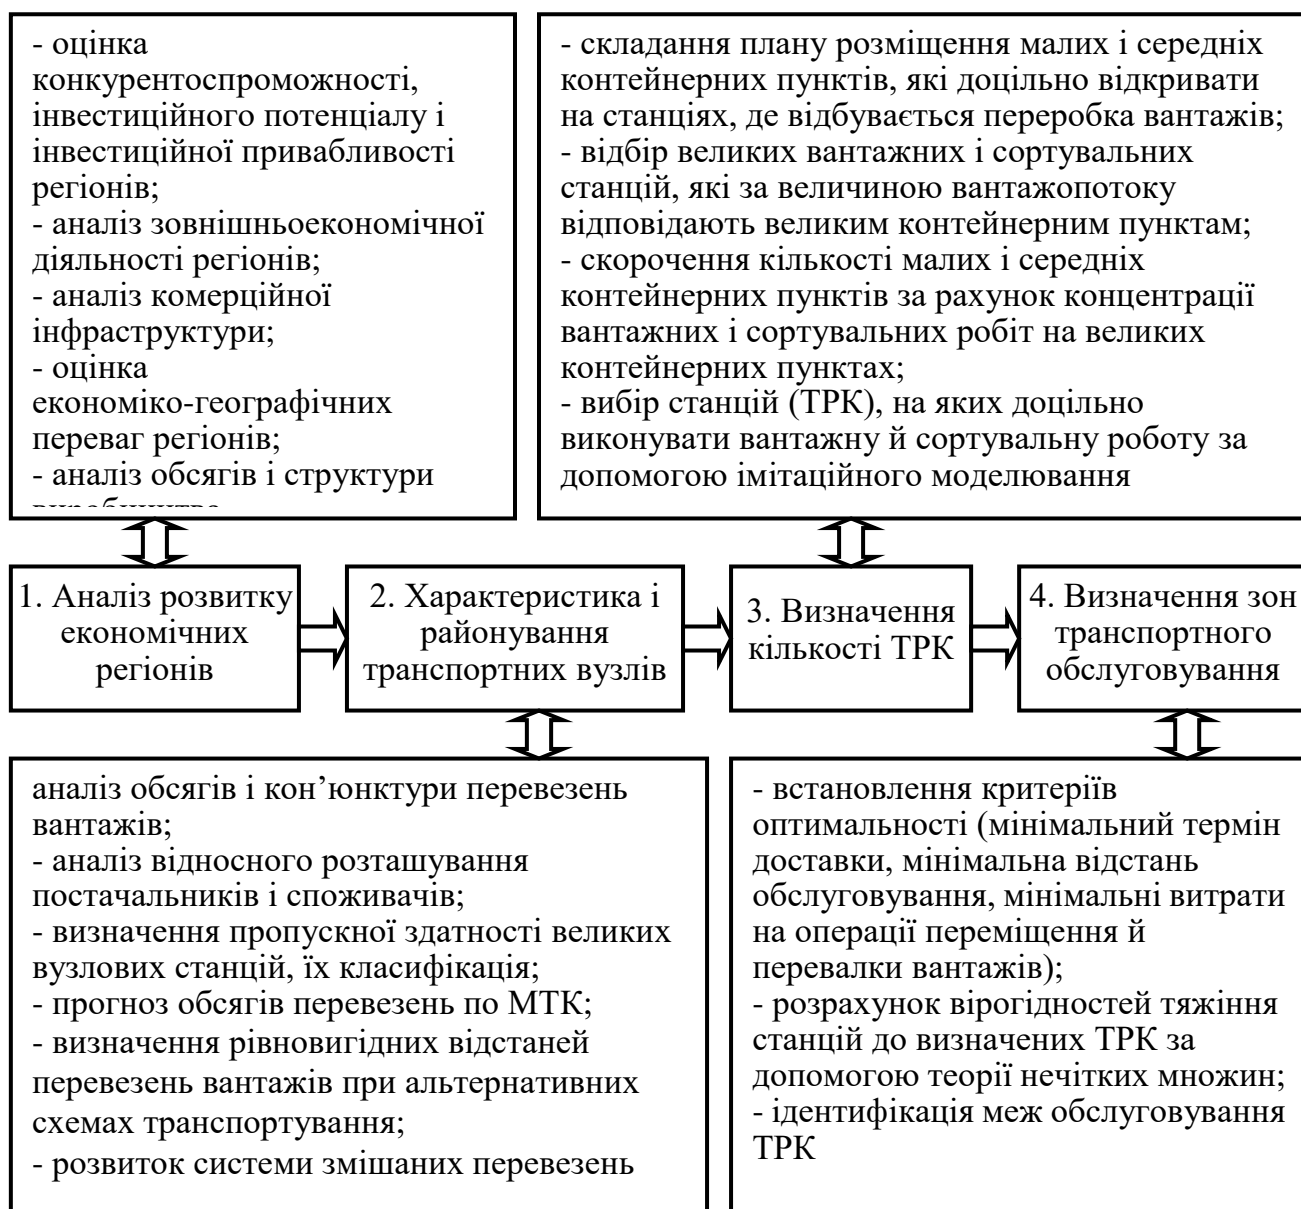 - оцінка
конкурентоспроможності,
інвестиційного потенціалу і
інвестиційної привабливості
регіонів;
- аналіз зовнішньоекономічної
діяльності регіонів;
- аналіз комерційної
інфраструктури;
- оцінка
економіко-географічних
переваг регіонів;
- аналіз обсягів і структури
- складання плану розміщення малих і середніх
контейнерних пунктів, які доцільно відкривати
на станціях, де відбувається переробка вантажів;
- відбір великих вантажних і сортувальних
станцій, які за величиною вантажопотоку
відповідають великим контейнерним пунктам;
- скорочення кількості малих і середніх
контейнерних пунктів за рахунок концентрації
вантажних і сортувальних робіт на великих
контейнерних пунктах;
- вибір станцій (ТРК), на яких доцільно
виконувати вантажну й сортувальну роботу за
допомогою імітаційного моделювання
1. Аналіз розвитку
економічних
регіонів
2. Характеристика і
районування
транспортних вузлів
3. Визначення
кількості ТРК
4. Визначення зон
транспортного
обслуговування
аналіз обсягів і кон’юнктури перевезень
вантажів;
- аналіз відносного розташування
постачальників і споживачів;
- визначення пропускної здатності великих
вузлових станцій, їх класифікація;
- прогноз обсягів перевезень по МТК;
- визначення рівновигідних відстаней
перевезень вантажів при альтернативних
схемах транспортування;
- розвиток системи змішаних перевезень
- встановлення критеріїв
оптимальності (мінімальний термін
доставки, мінімальна відстань
обслуговування, мінімальні витрати
на операції переміщення й
перевалки вантажів);
- розрахунок вірогідностей тяжіння
станцій до визначених ТРК за
допомогою теорії нечітких множин;
- ідентифікація меж обслуговування
ТРК